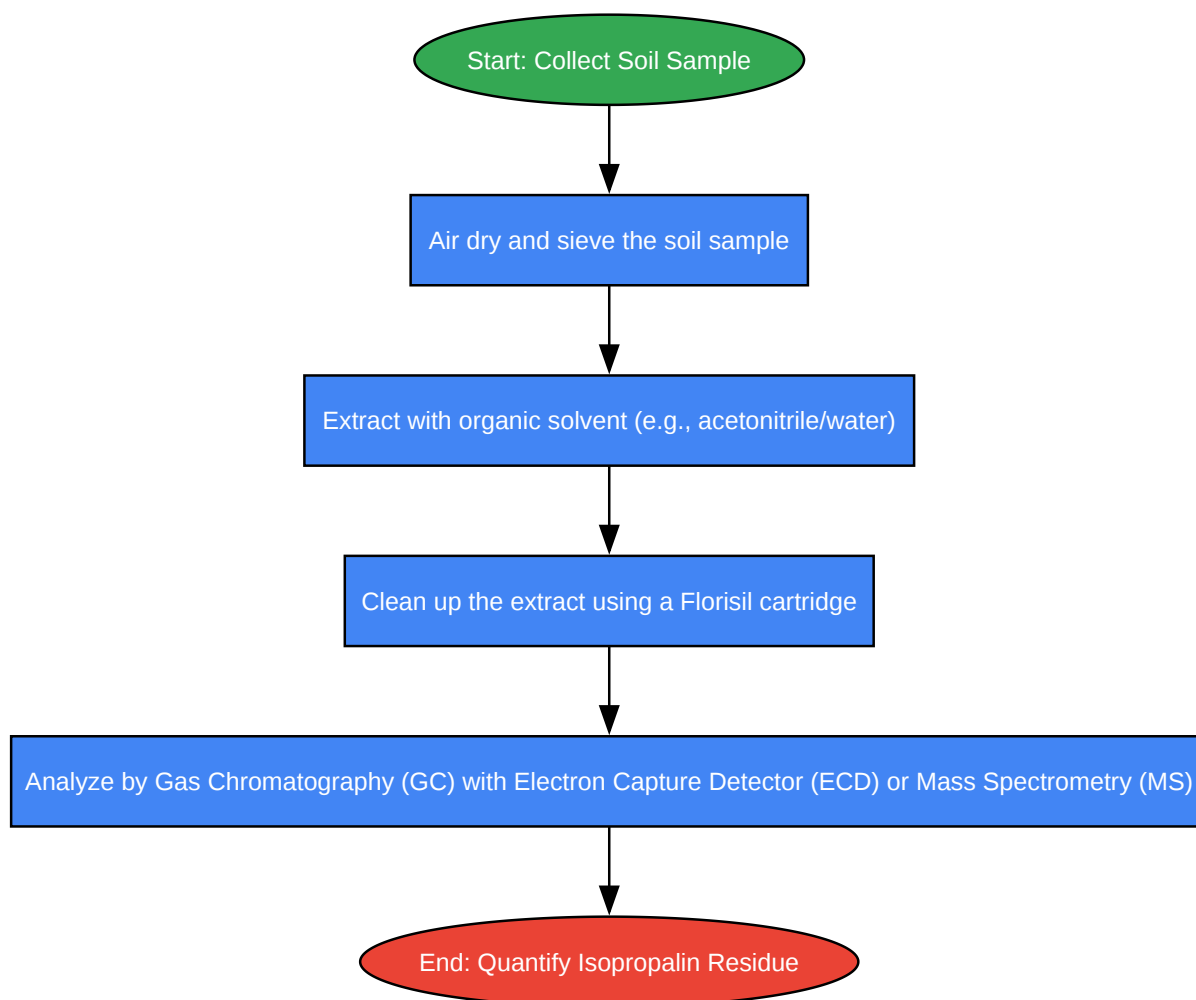 Start: Collect Soil Sample
Air dry and sieve the soil sample
Extract with organic solvent (e.g., acetonitrile/water)
Clean up the extract using a Florisil cartridge
Analyze by Gas Chromatography (GC) with Electron Capture Detector (ECD) or Mass Spectrometry (MS)
End: Quantify Isopropalin Residue